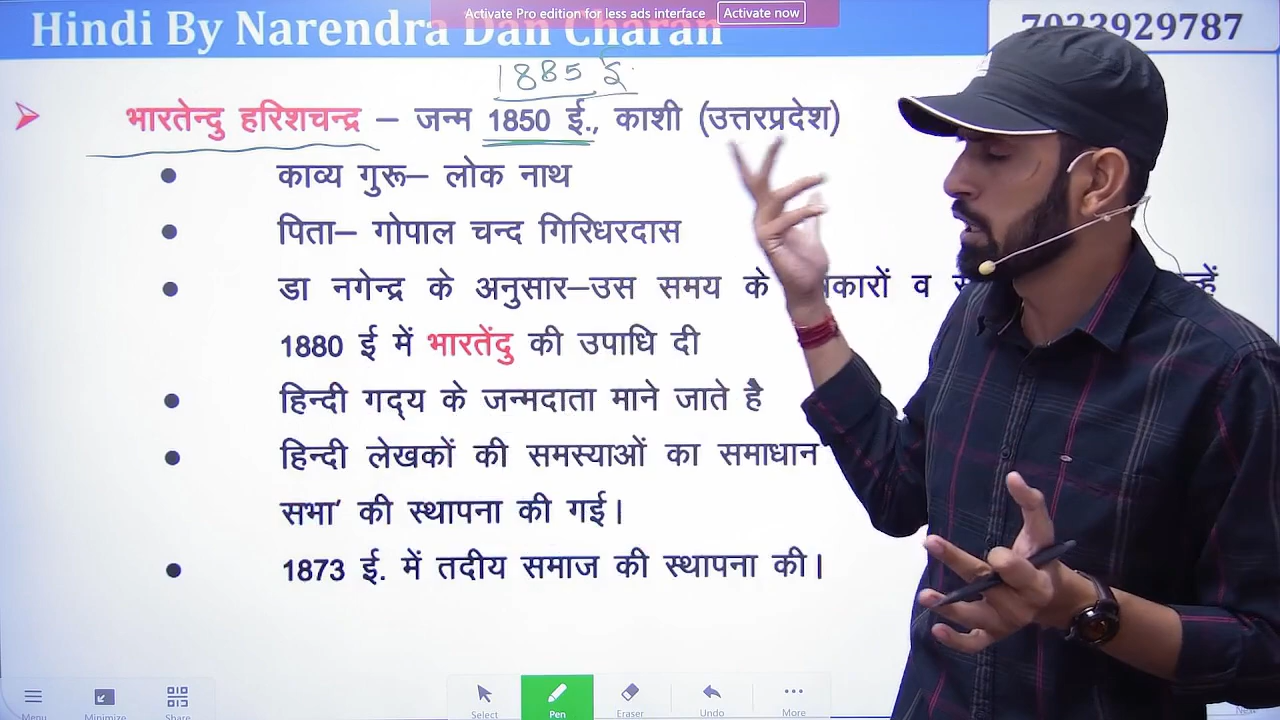 Activate Pro edition for less ads interface Activate now
Hindi By Narendra Dan Charan
7023929787
1885 ई.
भारतेन्दु हरिशचन्द्र – जन्म 1850 ई., काशी (उत्तरप्रदेश)
काव्य गुरू– लोक नाथ
पिता– गोपाल चन्द गिरिधरदास
डा नगेन्द्र के अनुसार–उस समय के व
1880 ई में भारतेंदु की उपाधि दी
हिन्दी गद्य के जन्मदाता माने जाते है
हिन्दी लेखकों की समस्याओं का समाधान
सभा' की स्थापना की गई।
1873 ई. में तदीय समाज की स्थापना की।
Menu Minimize Share Select Pen Eraser Undo More New